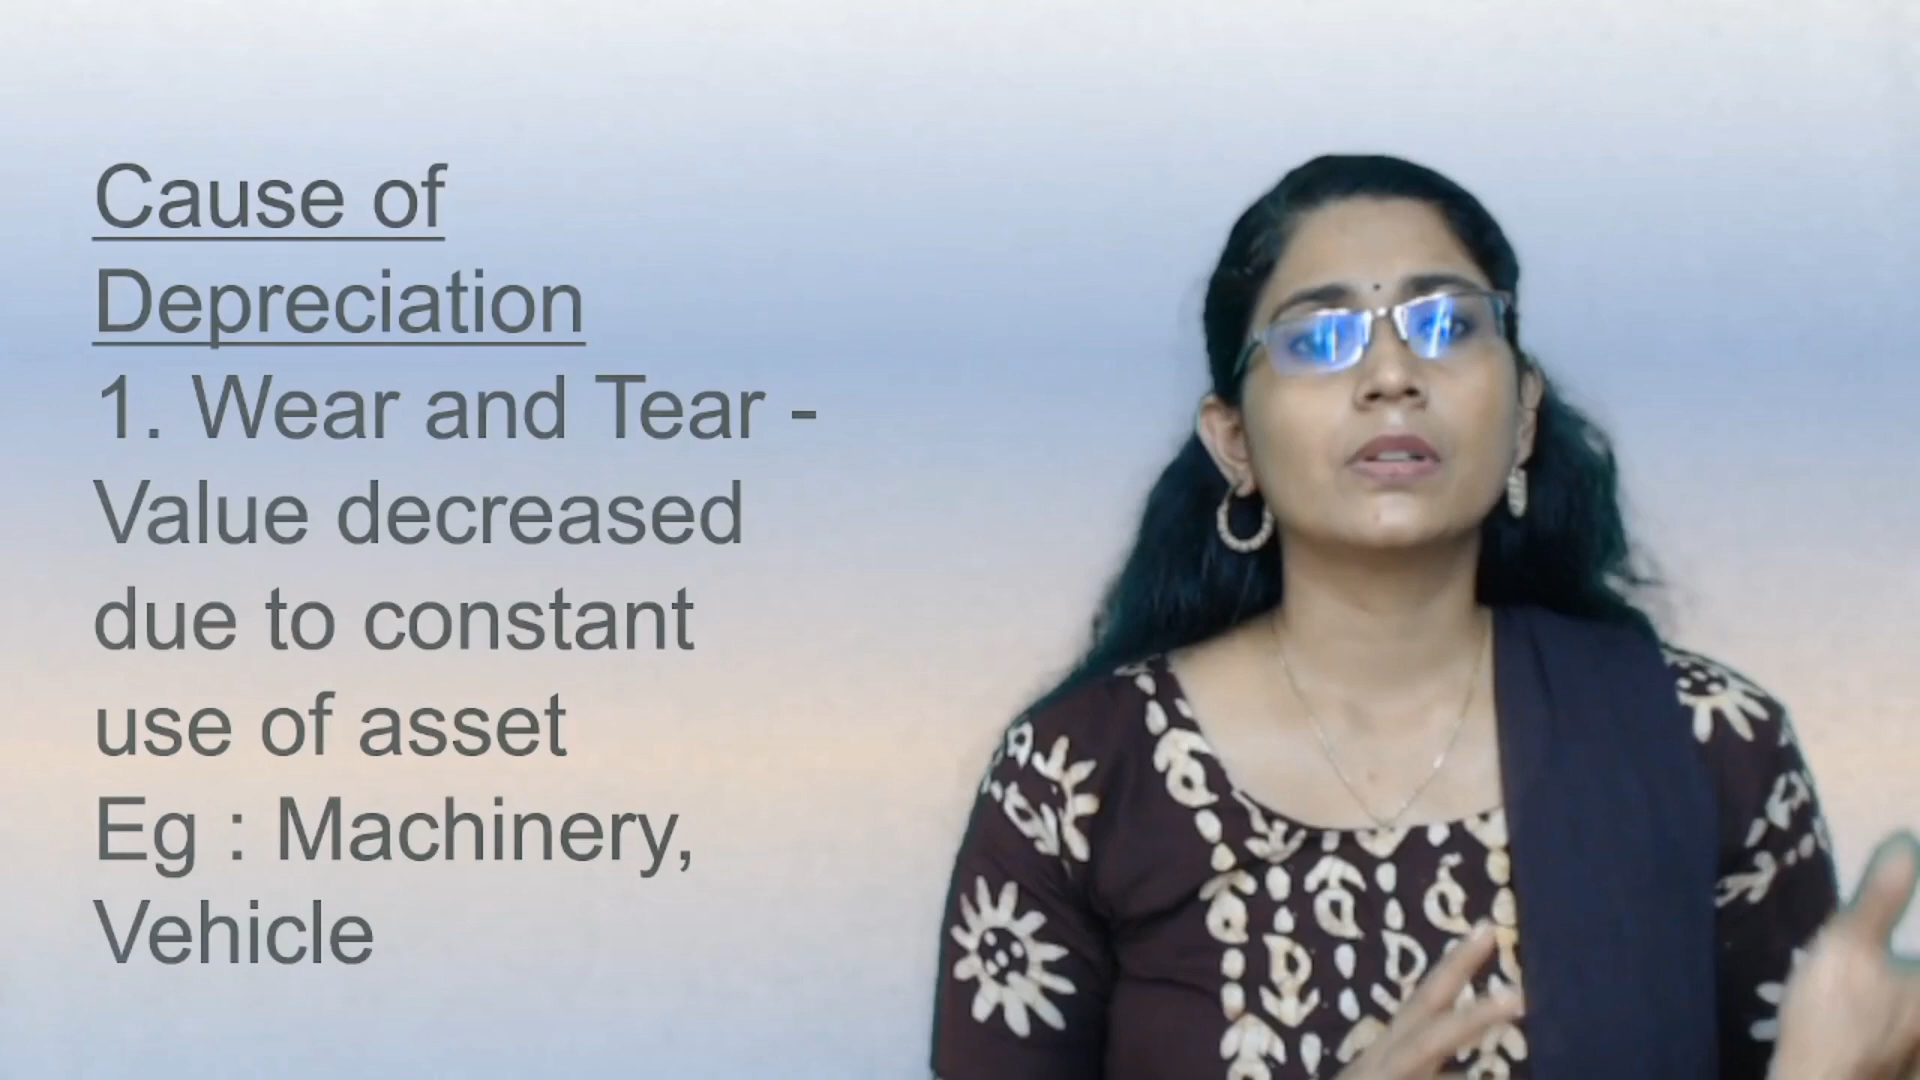 Cause of
Depreciation
1. Wear and Tear -
Value decreased
due to constant
use of asset
Eg : Machinery,
Vehicle